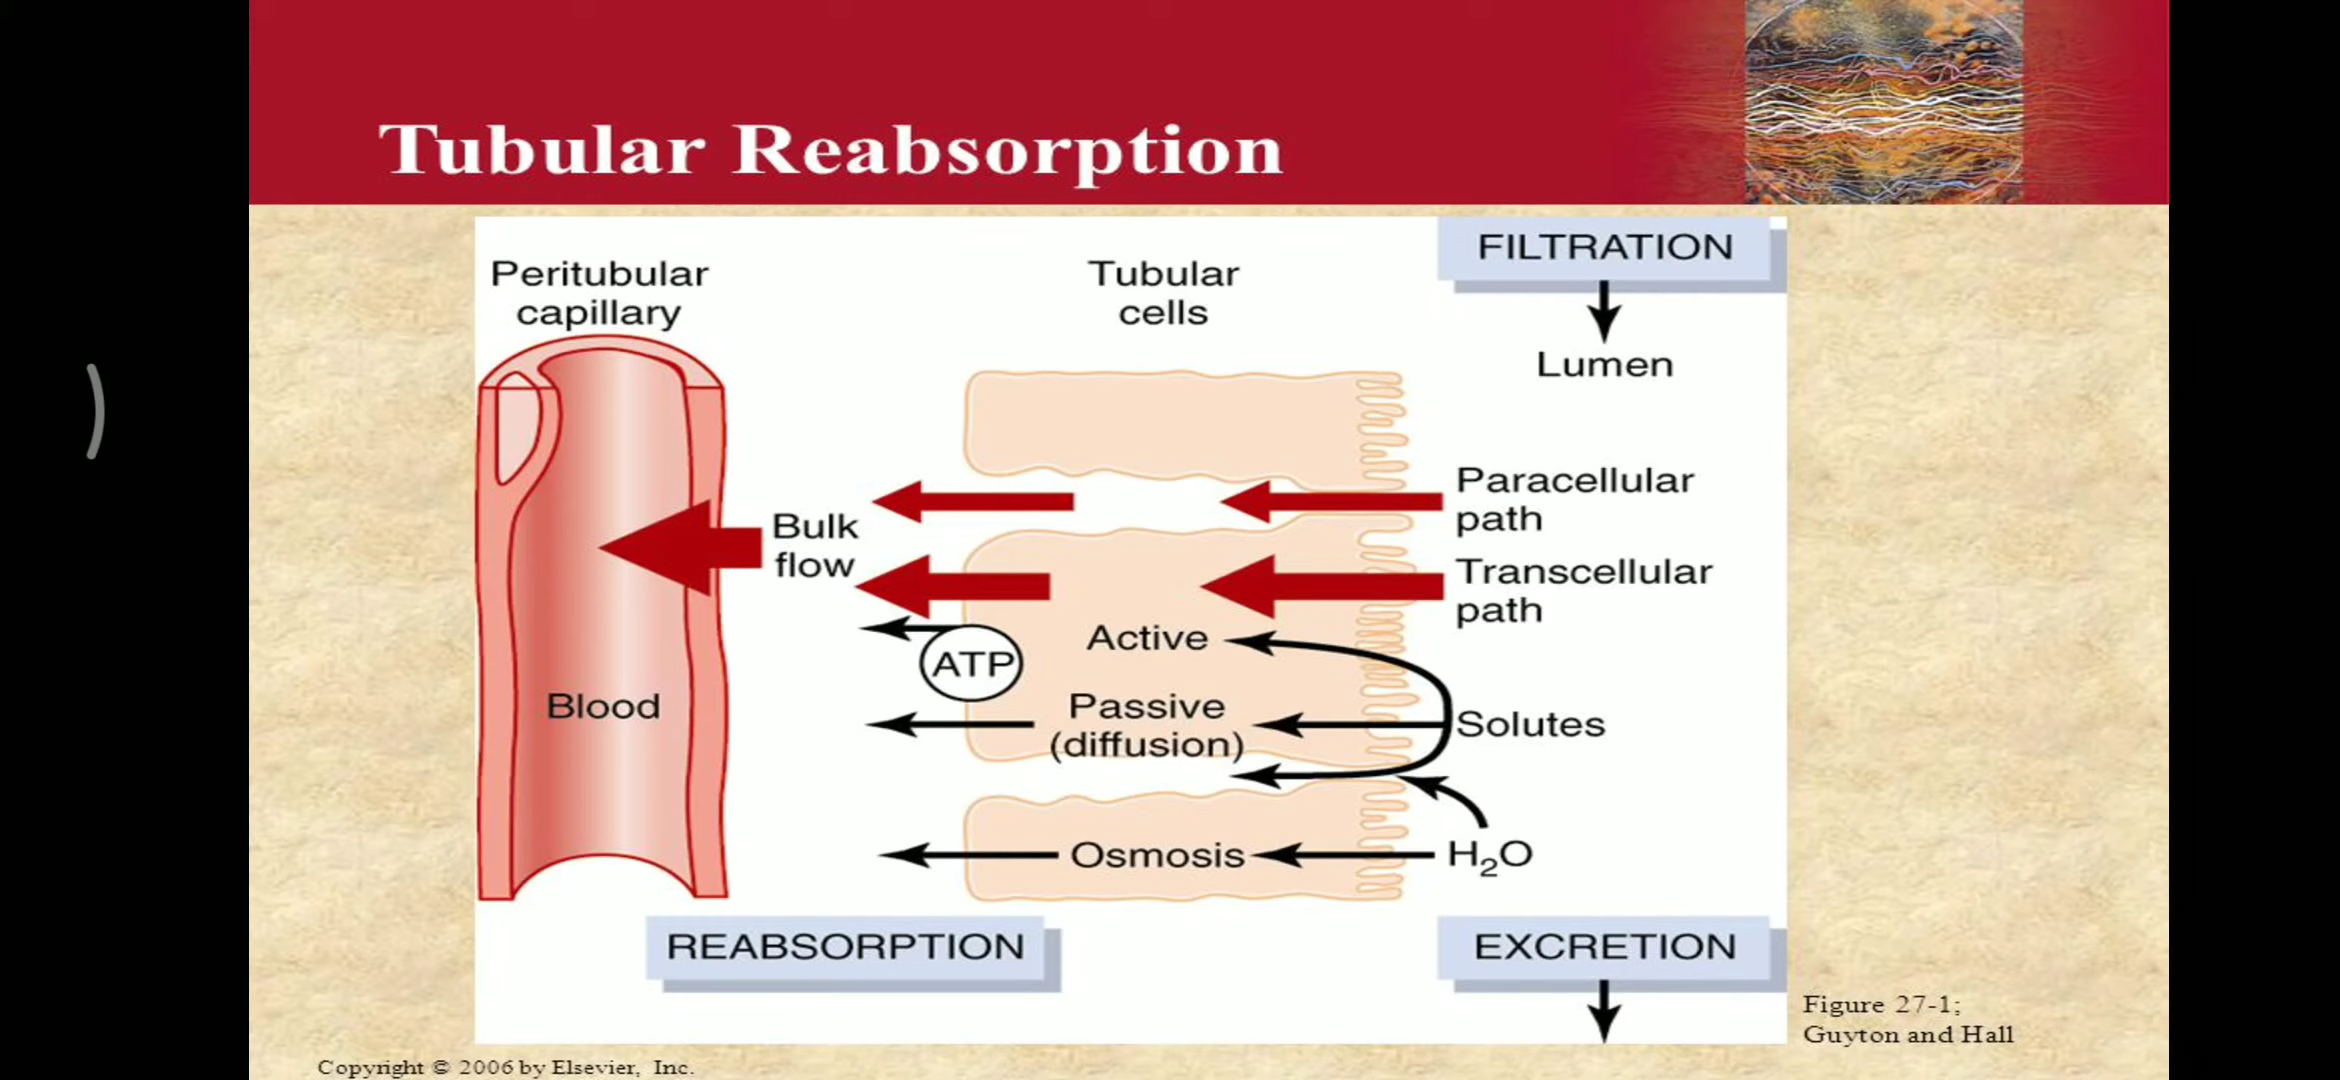 Tubular Reabsorption
FILTRATION
Peritubular
capillary
Tubular
cells
Lumen
Paracellular
path
Bulk
flow
Transcellular
path
Active
ATP
Blood
Passive
(diffusion)
Solutes
Osmosis
H₂O
REABSORPTION
EXCRETION
Figure 27-1;
Guyton and Hall
Copyright © 2006 by Elsevier, Inc.